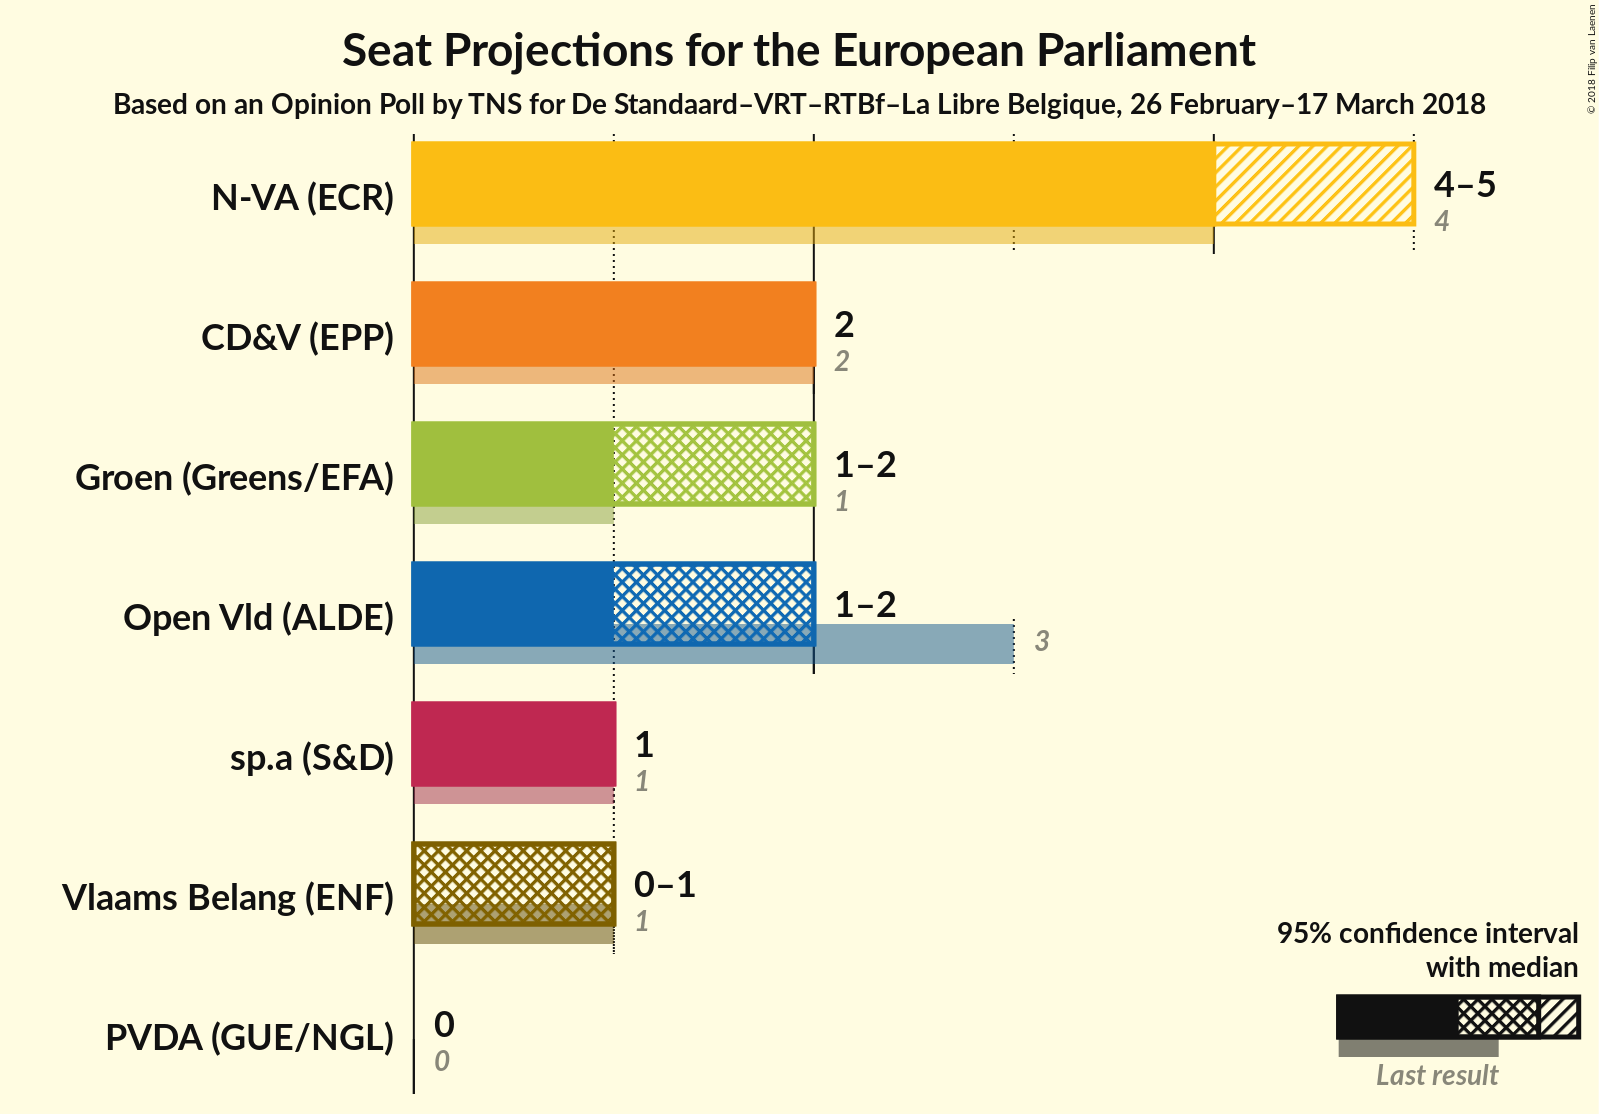 Seat Projections for the European Parliament
Based on an Opinion Poll by TNS for De Standaard–VRT–RTBf–La Libre Belgique, 26 February–17 March 2018
© 2018 Filip van Laenen
N-VA (ECR)
4–5
4
CD&V (EPP)
2
2
Groen (Greens/EFA)
1–2
1
Open Vld (ALDE)
1–2
3
sp.a (S&D)
1
1
Vlaams Belang (ENF)
0–1
1
PVDA (GUE/NGL)
0
0
95% confidence interval
with median
Last result